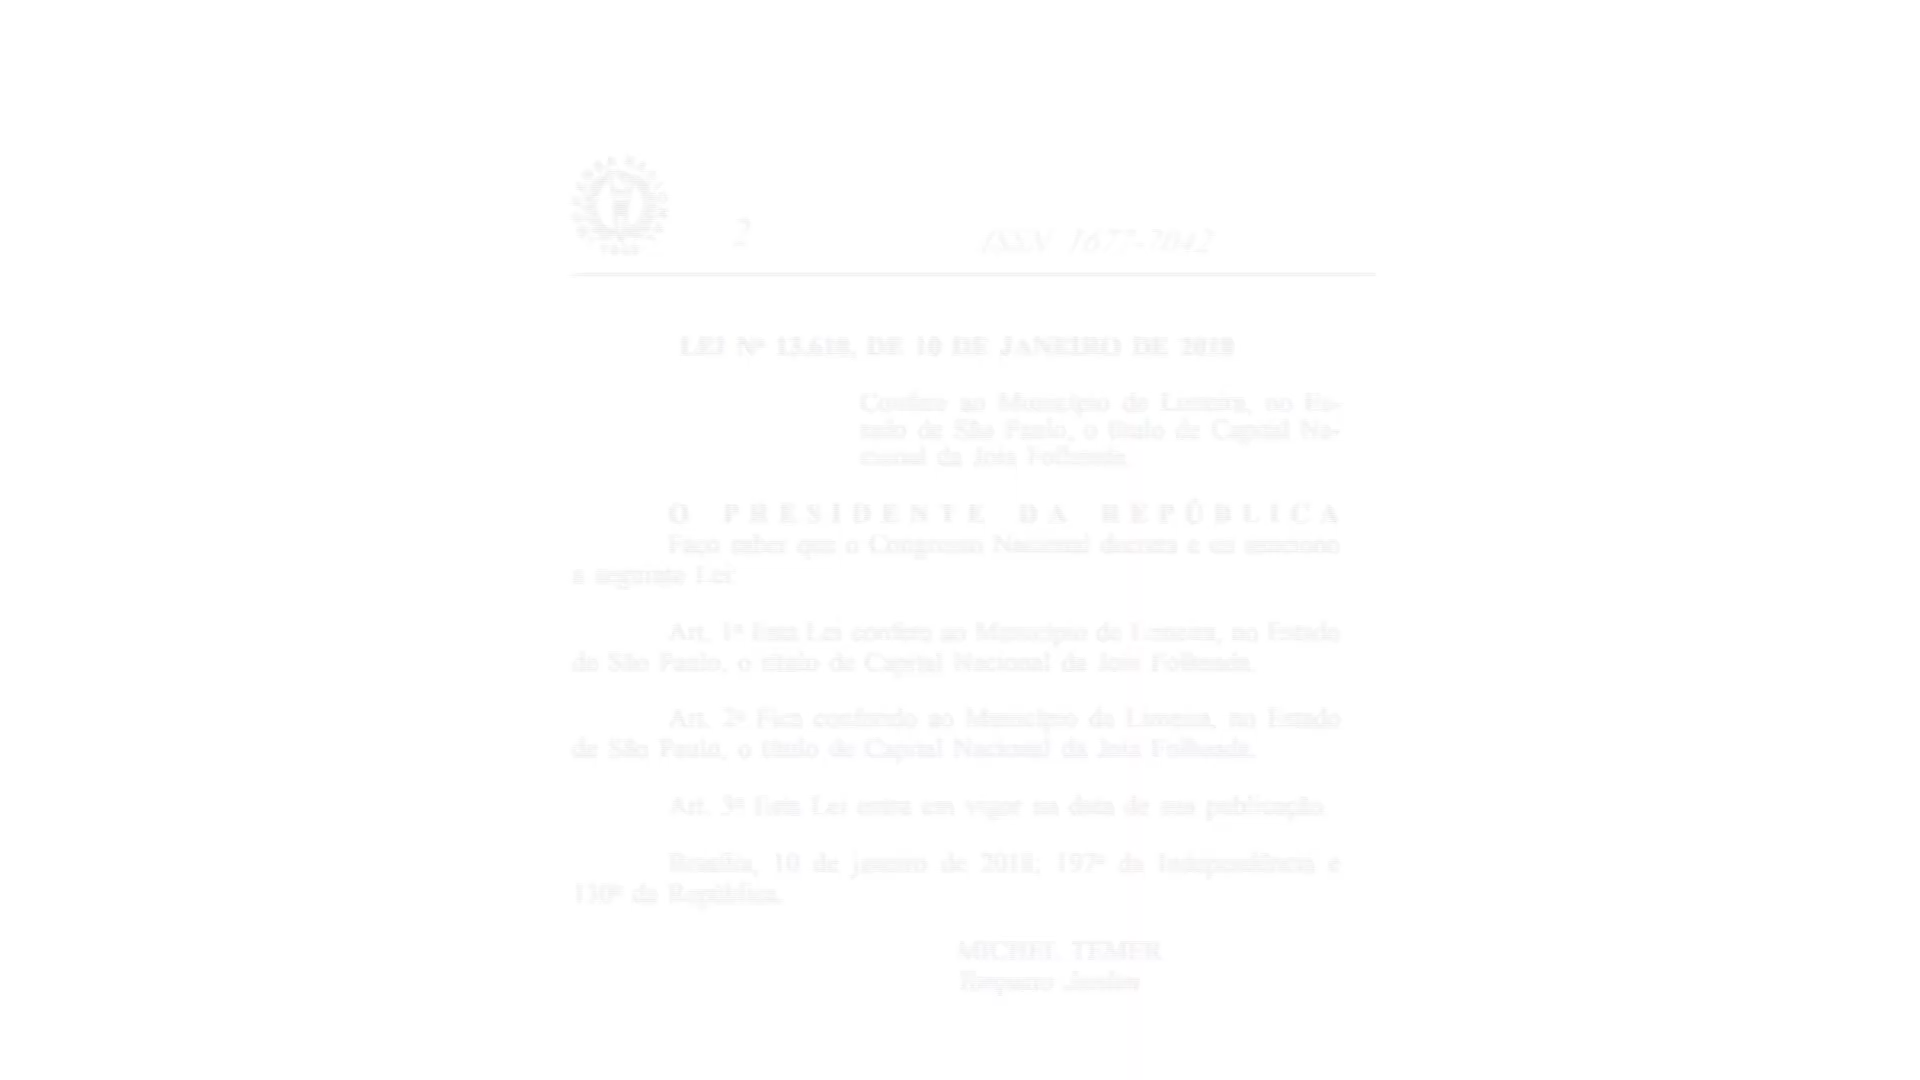 2
ISSN 1677-7042
LEI Nº 13.610, DE 10 DE JANEIRO DE 2018
Confere ao Município de Limeira, no Es-
tado de São Paulo, o título de Capital Na-
cional da Joia Folheada.
O PRESIDENTE DA REPÚBLICA
Faço saber que o Congresso Nacional decreta e eu sanciono
a seguinte Lei:
Art. 1º Esta Lei confere ao Município de Limeira, no Estado
de São Paulo, o título de Capital Nacional da Joia Folheada.
Art. 2º Fica conferido ao Município de Limeira, no Estado
de São Paulo, o título de Capital Nacional da Joia Folheada.
Art. 3º Esta Lei entra em vigor na data de sua publicação.
Brasília, 10 de janeiro de 2018; 197º da Independência e
130º da República.
MICHEL TEMER
Torquato Jardim